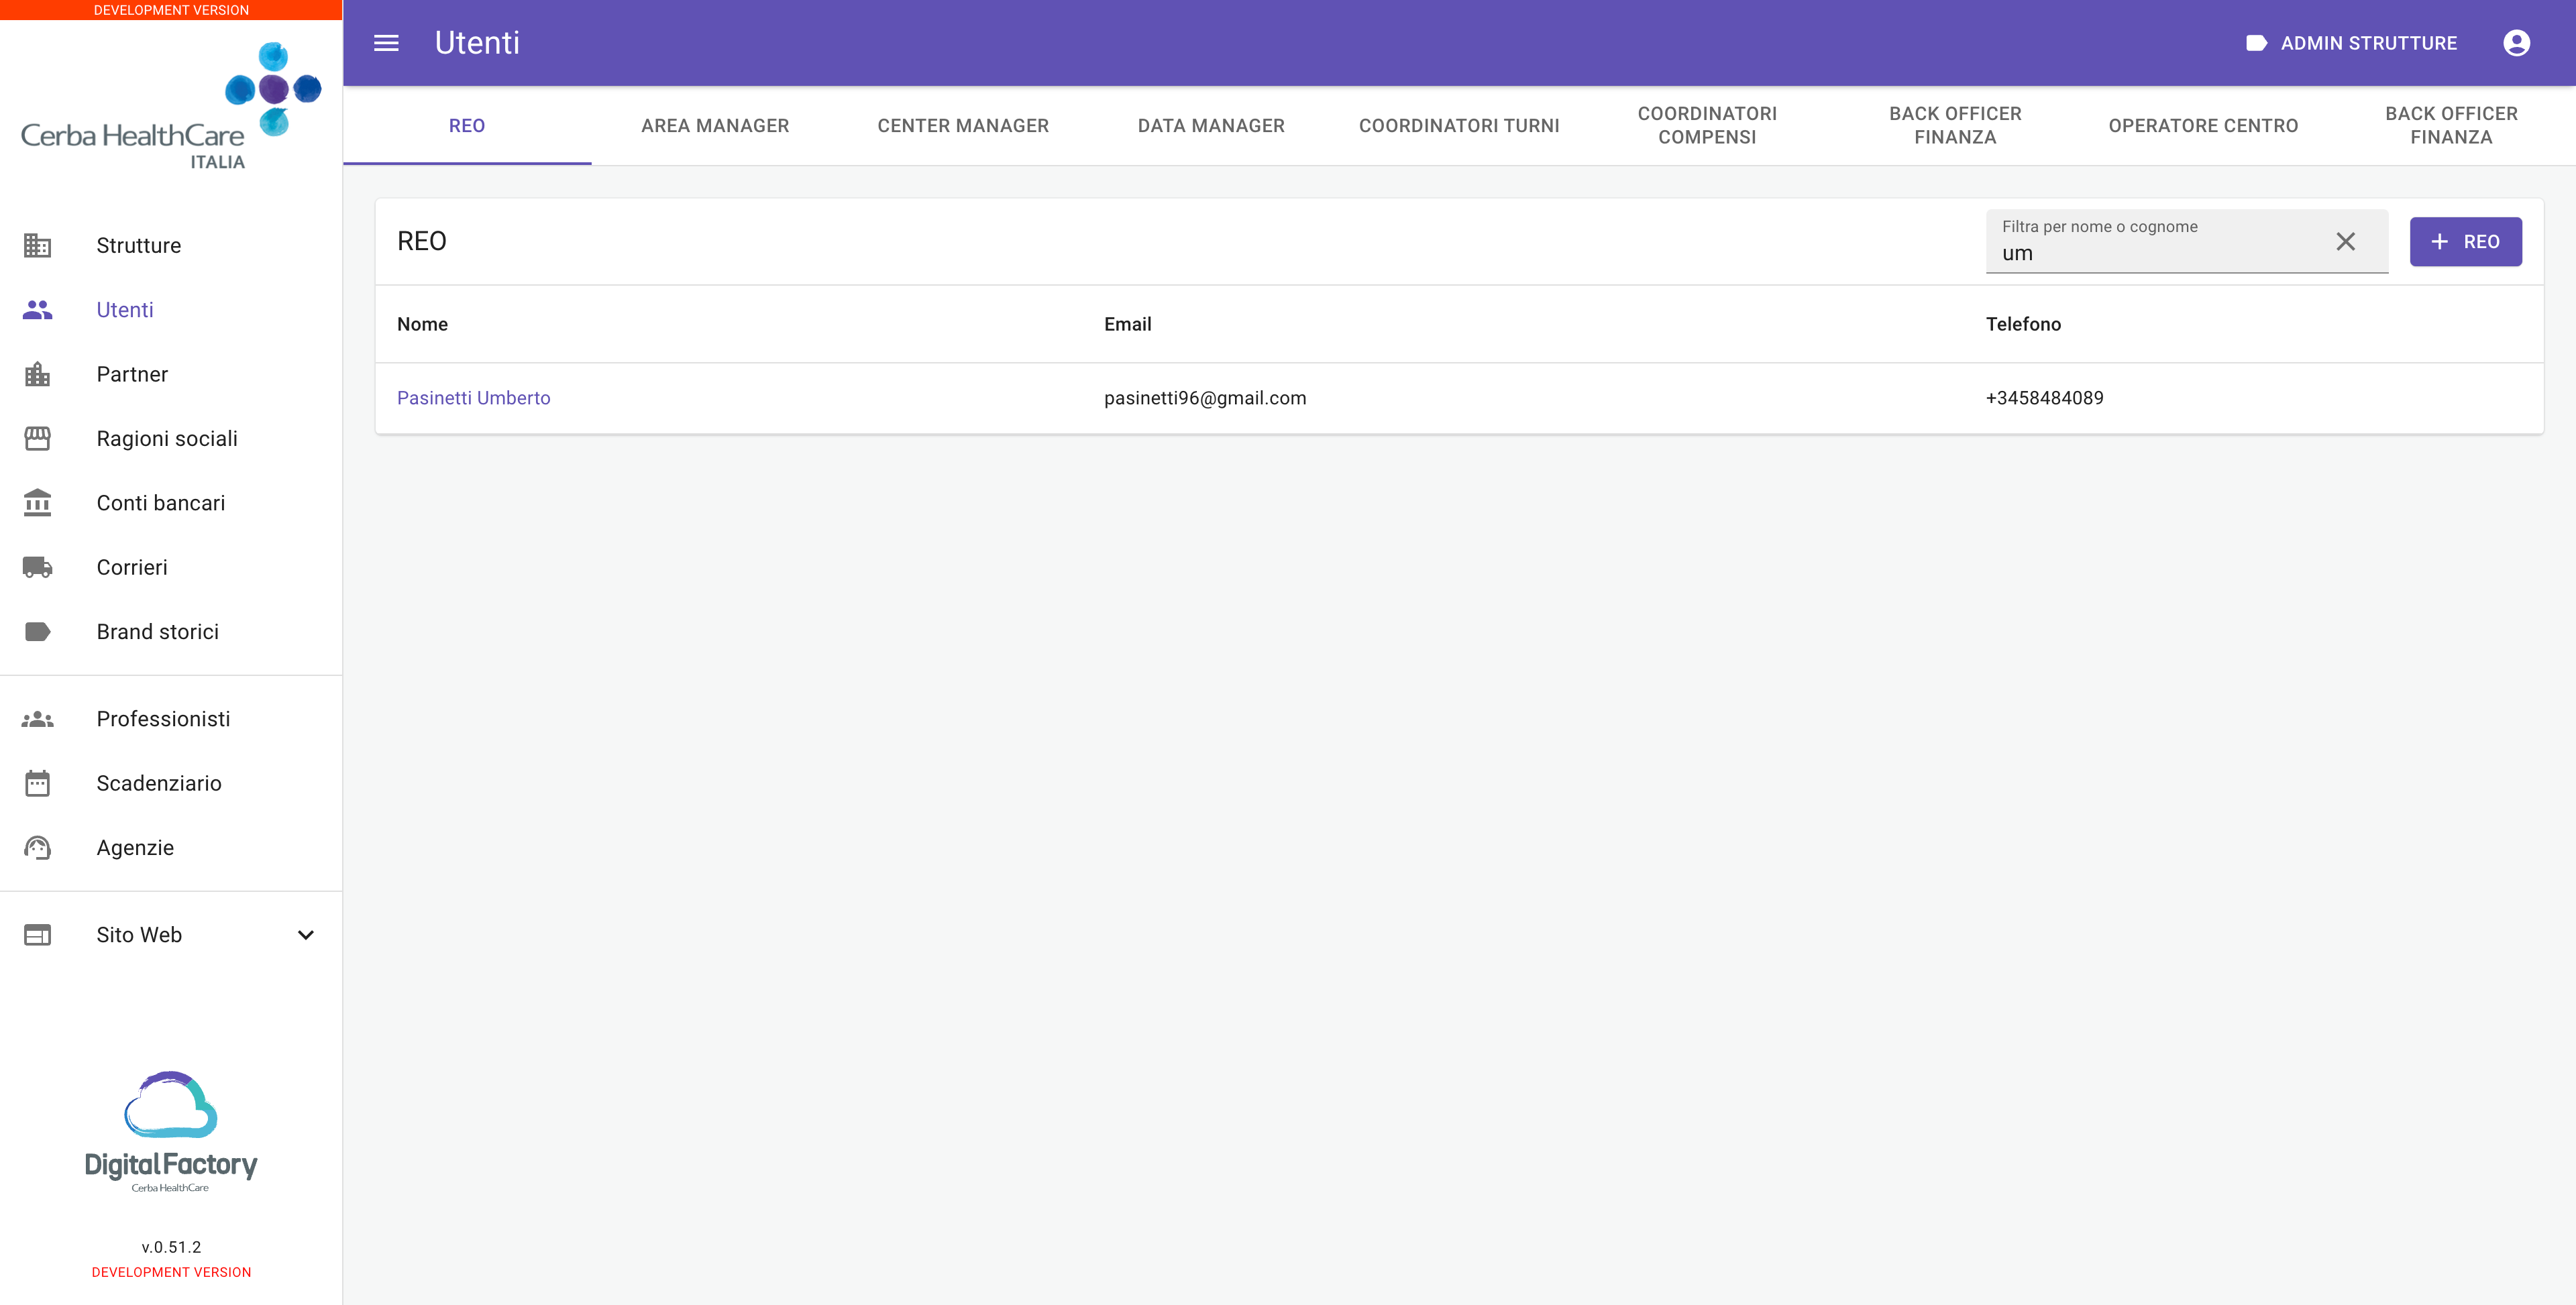 DEVELOPMENT VERSION
Cerba HealthCare
ITALIA
Strutture
Utenti
Partner
Ragioni sociali
Conti bancari
Corrieri
Brand storici
Professionisti
Scadenziario
Agenzie
Sito Web
DigitalFactory
Cerba HealthCare
v.0.51.2
DEVELOPMENT VERSION
Utenti
ADMIN STRUTTURE
REO
AREA MANAGER
CENTER MANAGER
DATA MANAGER
COORDINATORI TURNI
COORDINATORI
COMPENSI
BACK OFFICER
FINANZA
OPERATORE CENTRO
BACK OFFICER
FINANZA
REO
Filtra per nome o cognome
um
+ REO
Nome Email Telefono
Pasinetti Umberto pasinetti96@gmail.com +3458484089